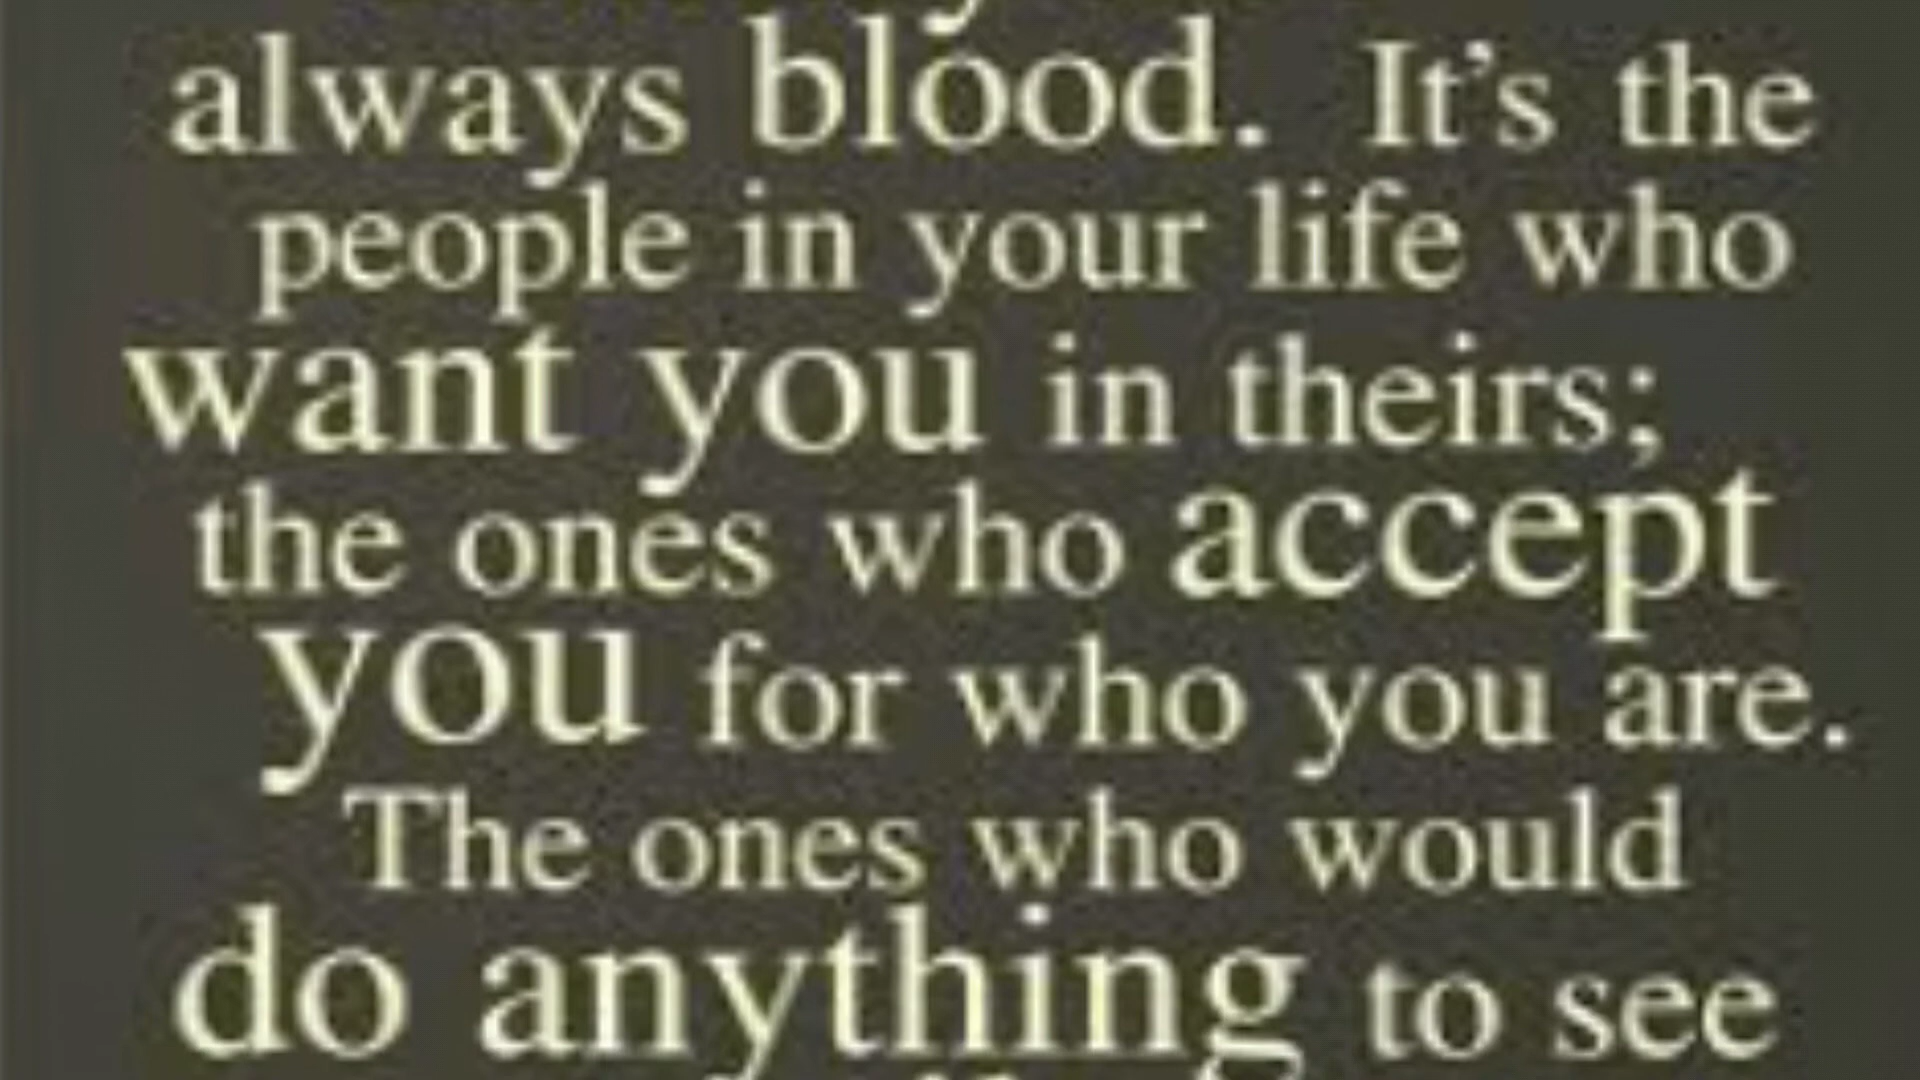 always blood. It's the
people in your life who
want you in theirs;
the ones who accept
you for who you are.
The ones who would
do anything to see